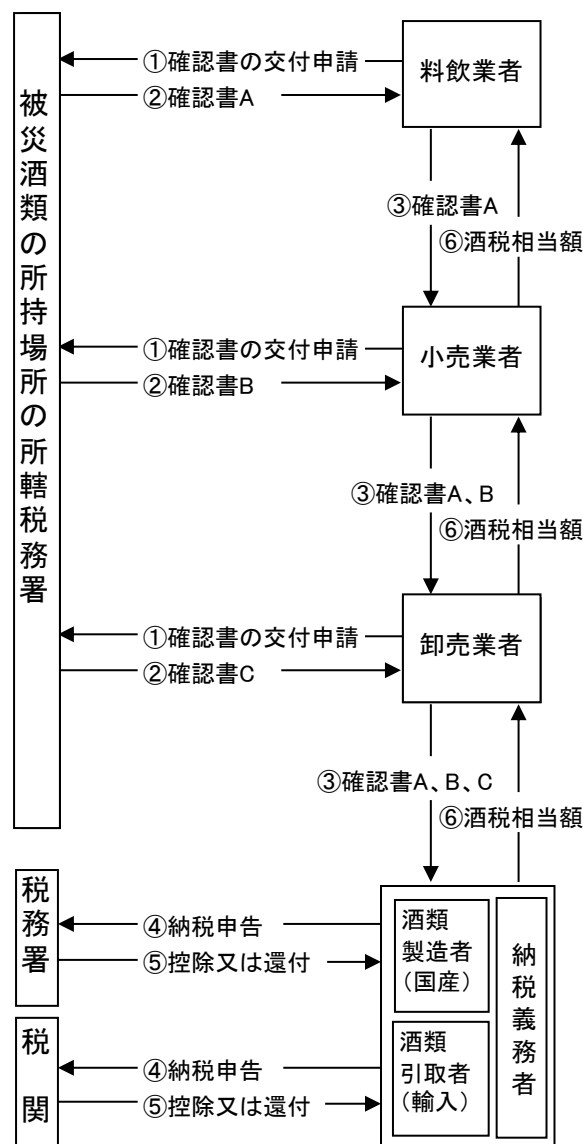 被災酒類の所持場所の所轄税務署
①確認書の交付申請
②確認書A
料飲業者
③確認書A
⑥酒税相当額
①確認書の交付申請
②確認書B
小売業者
③確認書A、B
⑥酒税相当額
①確認書の交付申請
②確認書C
卸売業者
③確認書A、B、C
⑥酒税相当額
税務署
④納税申告
⑤控除又は還付
酒類
製造者
（国産）
納税義務者
税関
④納税申告
⑤控除又は還付
酒類
引取者
（輸入）